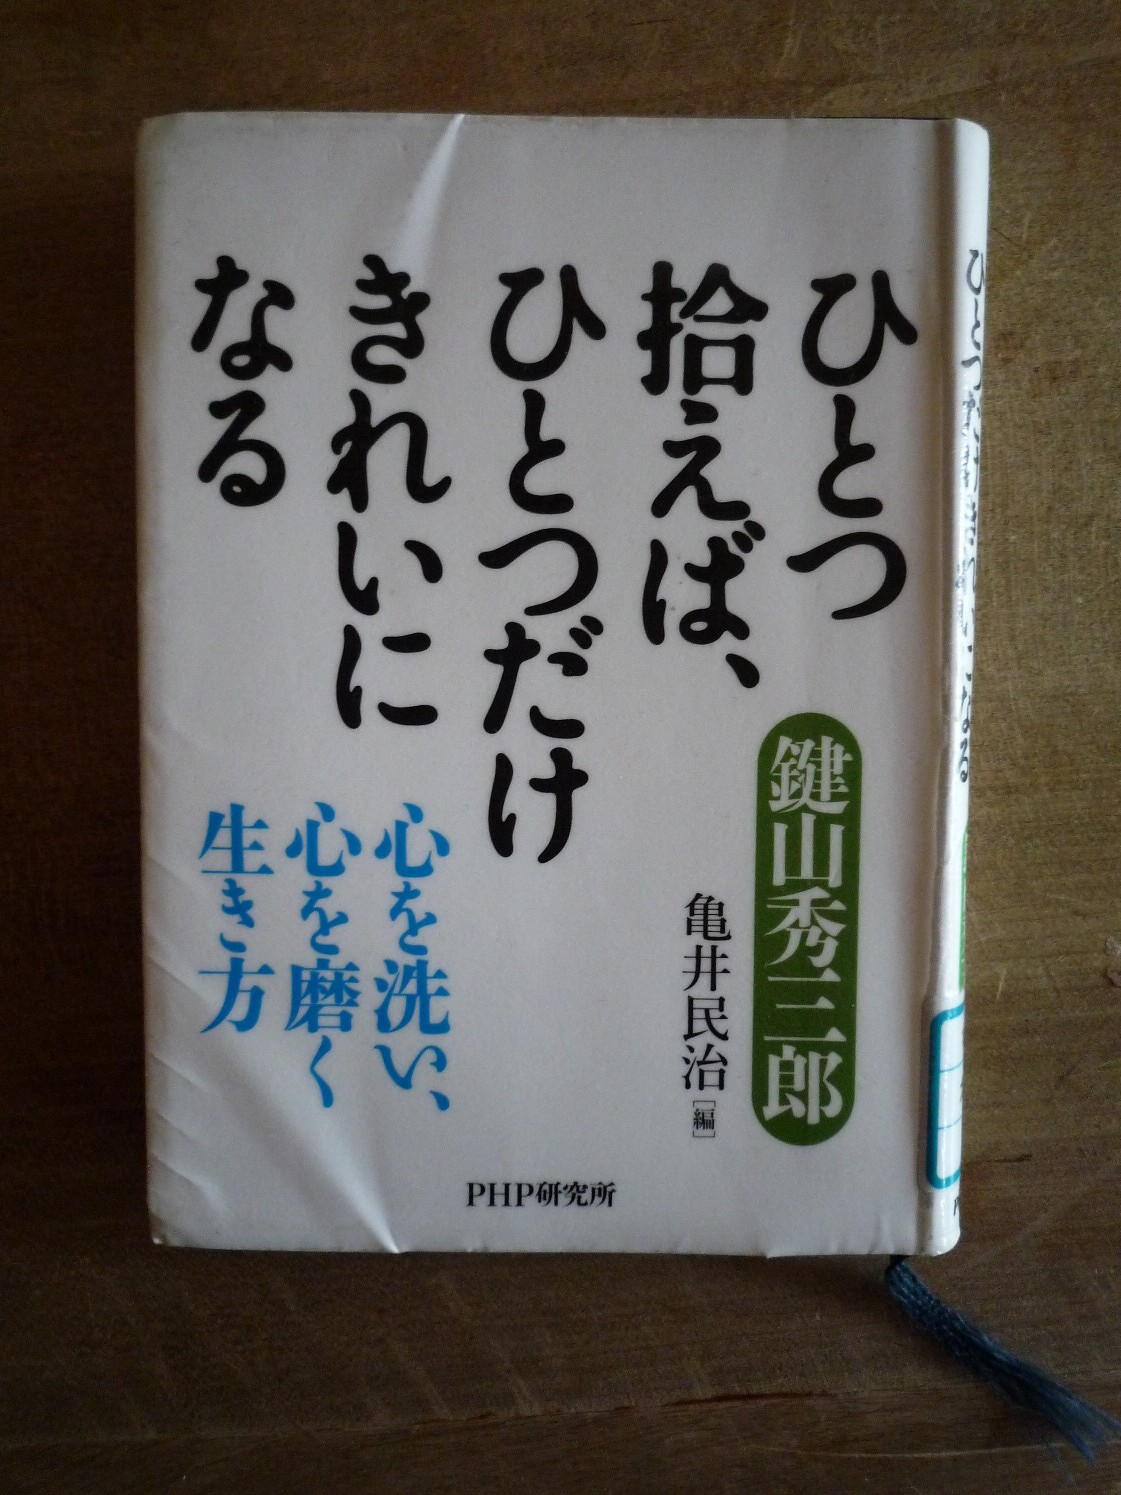 ひとつ
拾えば、
ひとつだけ
きれいに
なる
鍵山秀三郎
亀井民治[編]
心を洗い、
心を磨く
生き方
PHP研究所